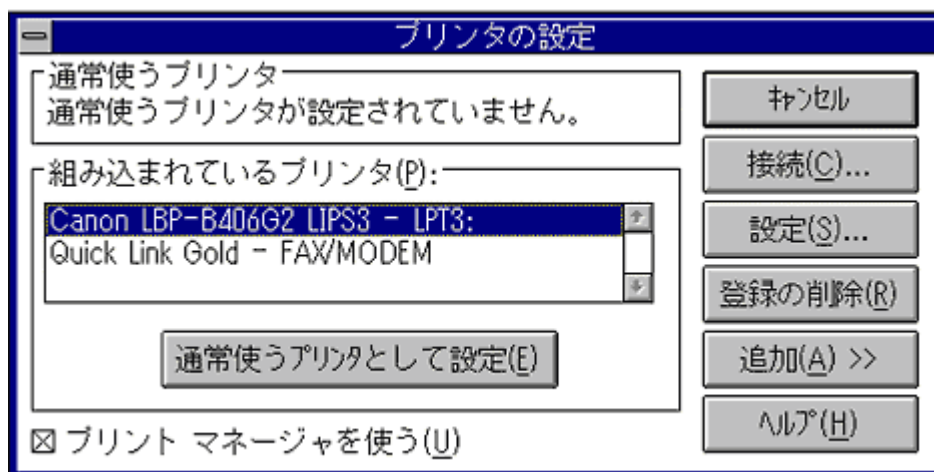 プリンタの設定
通常使うプリンタ
通常使うプリンタが設定されていません。
組み込まれているプリンタ(P):
Canon LBP-B406G2 LIPS3 - LPT3:
Quick Link Gold - FAX/MODEM
通常使うプリンタとして設定(E)
プリント マネージャを使う(U)
キャンセル
接続(C)...
設定(S)...
登録の削除(R)
追加(A) >>
ヘルプ(H)